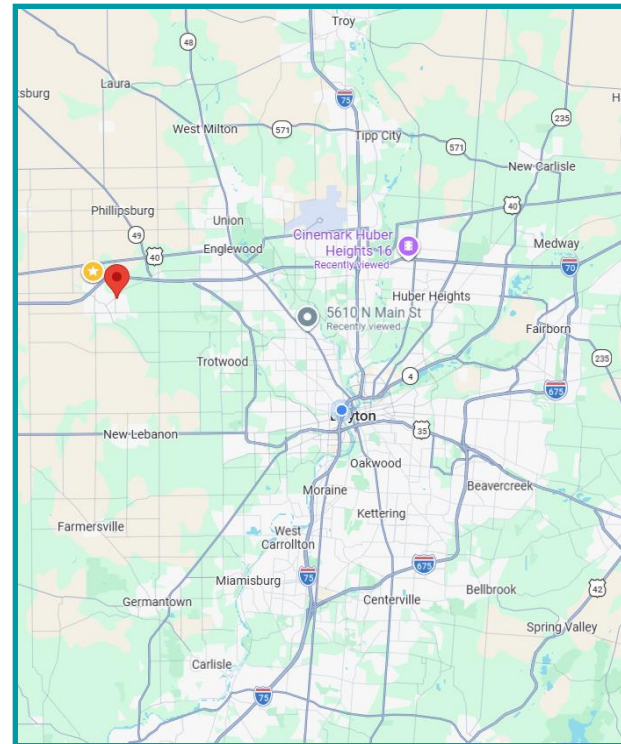 Troy
48
Laura
sburg
75
235
H
West Milton
571
Tipp City
571
New Carlisle
40
Phillipsburg
Union
49
40
Cinemark Huber
Heights 16
Recently viewed
Medway
Englewood
70
Huber Heights
5610 N Main St
Recently viewed
Fairborn
Trotwood
235
4
675
yton
New Lebanon
35
Oakwood
Moraine
Beavercreek
Kettering
Farmersville
West
Carrollton
675
75
Miamisburg
Bellbrook
42
Germantown
Centerville
Spring Valley
Carlisle
75